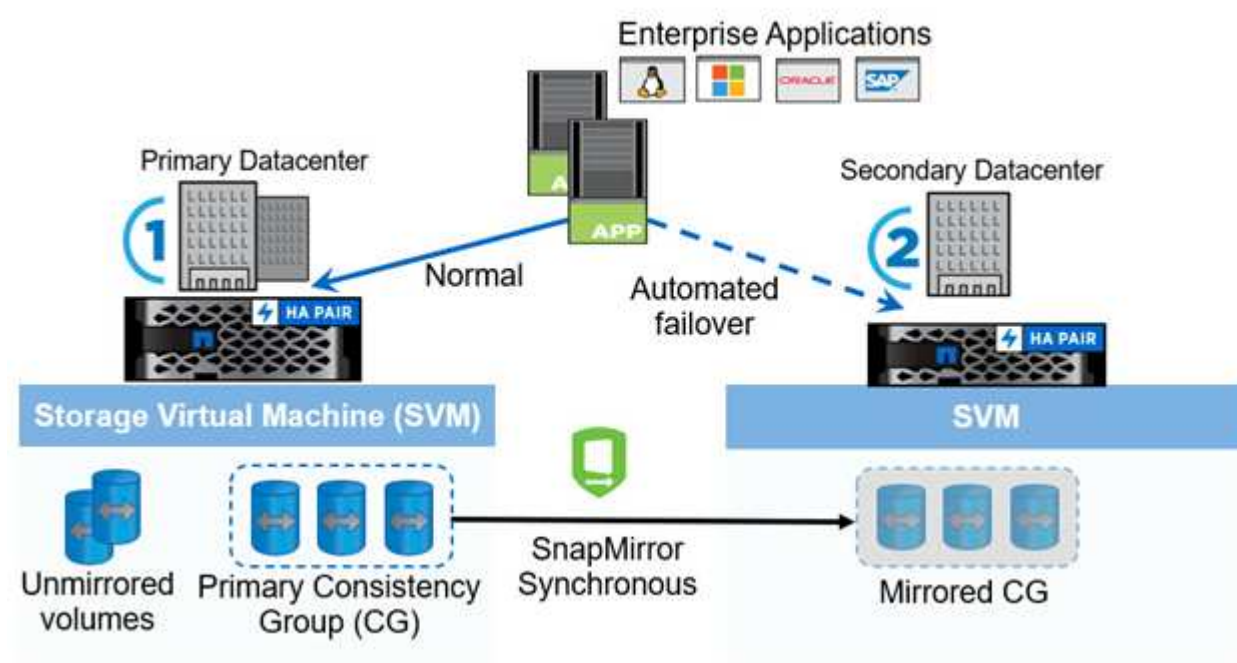 Enterprise Applications
ORACLE
SAP
Primary Datacenter
Secondary Datacenter
1
APP
2
Normal
Automated
failover
HA PAIR
HA PAIR
Storage Virtual Machine (SVM)
SVM
Unmirrored
volumes
Primary Consistency
Group (CG)
SnapMirror
Synchronous
Mirrored CG